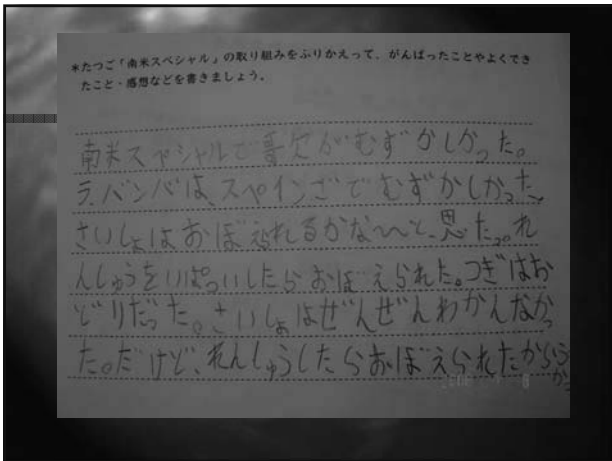 *たつご「南米スペシャル」の取り組みをふりかえって、がんばったことやよくでき
たこと・感想などを書きましょう。
南米スペシャルで歌がむずかしかった。
ラ、バンバは、スペインごでむずかしかった、
さいしょはおぼえられるかな〜と、思たっ。れ
んしゅうをいぱっいしたらおぼえられた。つぎはお
どりだった。さいしょはぜんぜんわかんなかっ
た。だけど、れんしゅうしたらおぼえられたから